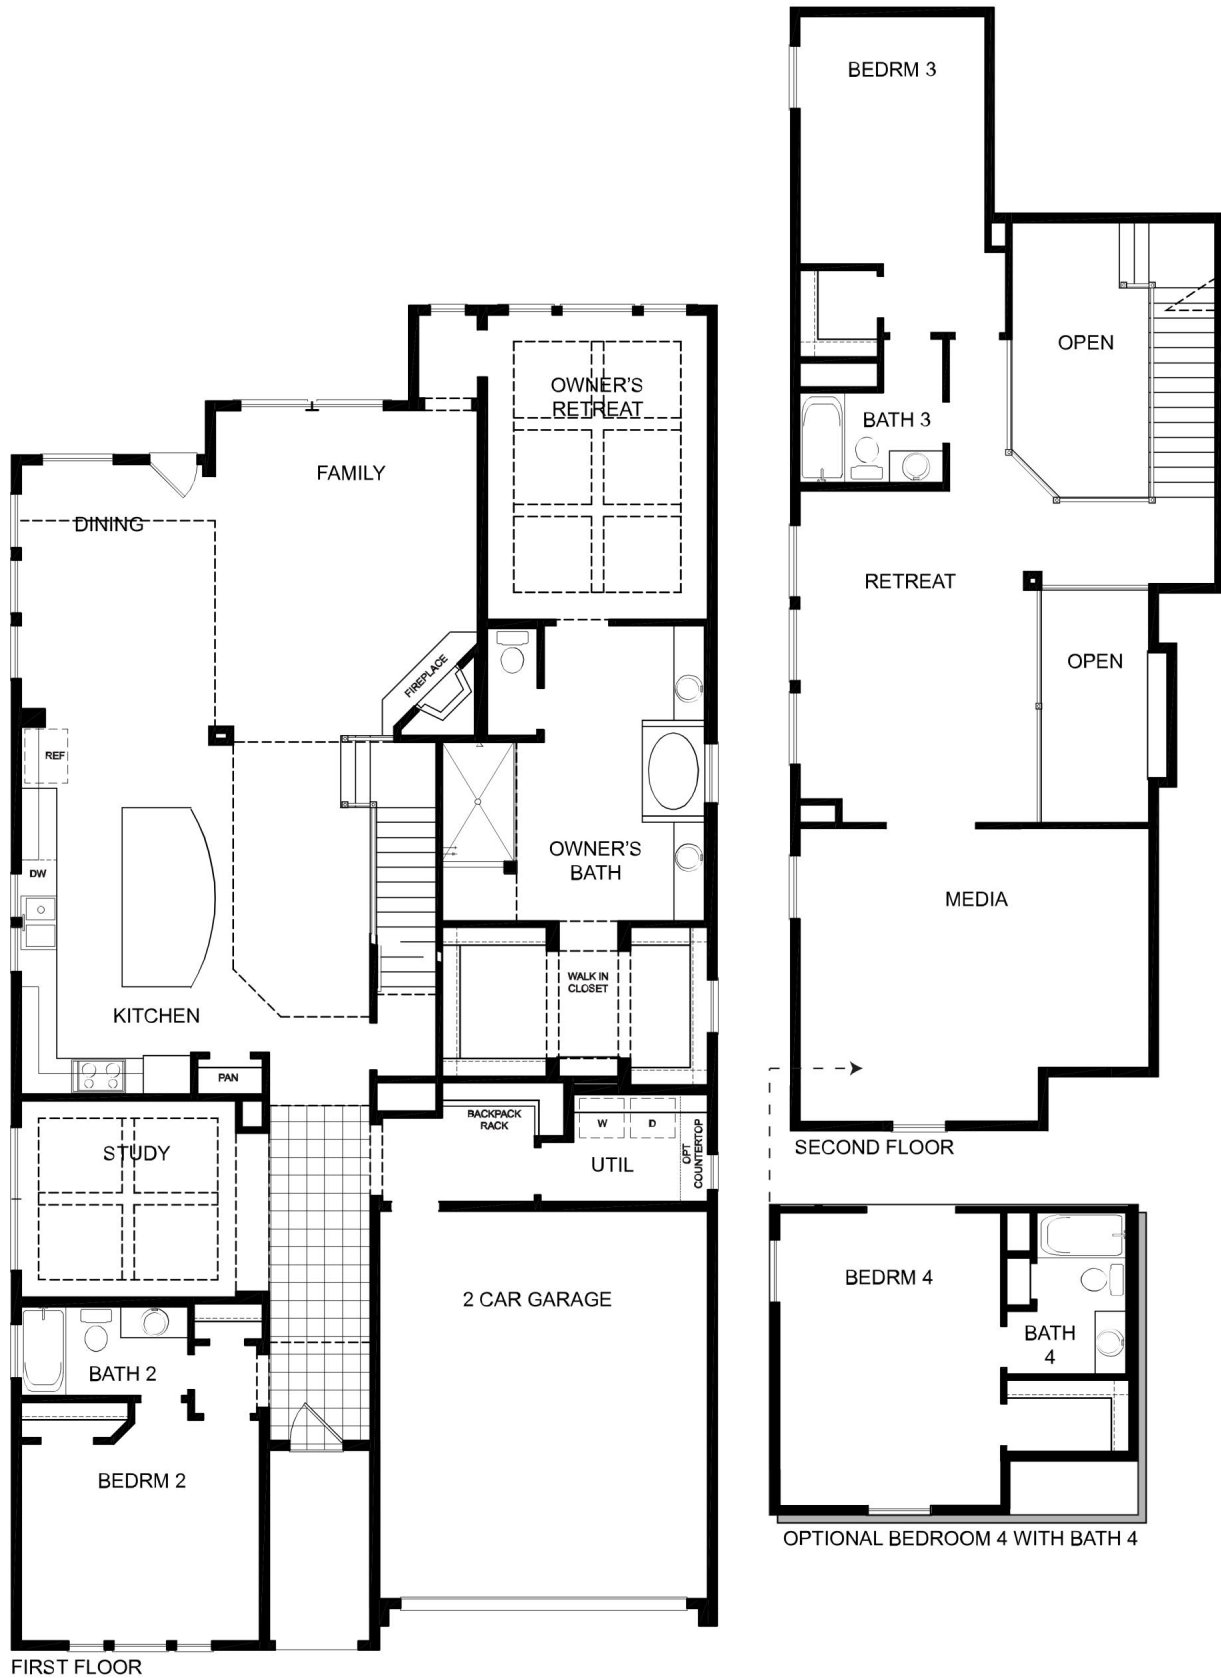 BEDRM 3
OPEN
BATH 3
RETREAT
OPEN
MEDIA
SECOND FLOOR
OWNER'S
RETREAT
FAMILY
DINING
FIREPLACE
REF
DW
OWNER'S
BATH
WALK IN
CLOSET
KITCHEN
PAN
BACKPACK
RACK
W
D
OPT
COUNTERTOP
UTIL
STUDY
2 CAR GARAGE
BATH 2
BEDRM 2
FIRST FLOOR
BEDRM 4
BATH
4
OPTIONAL BEDROOM 4 WITH BATH 4